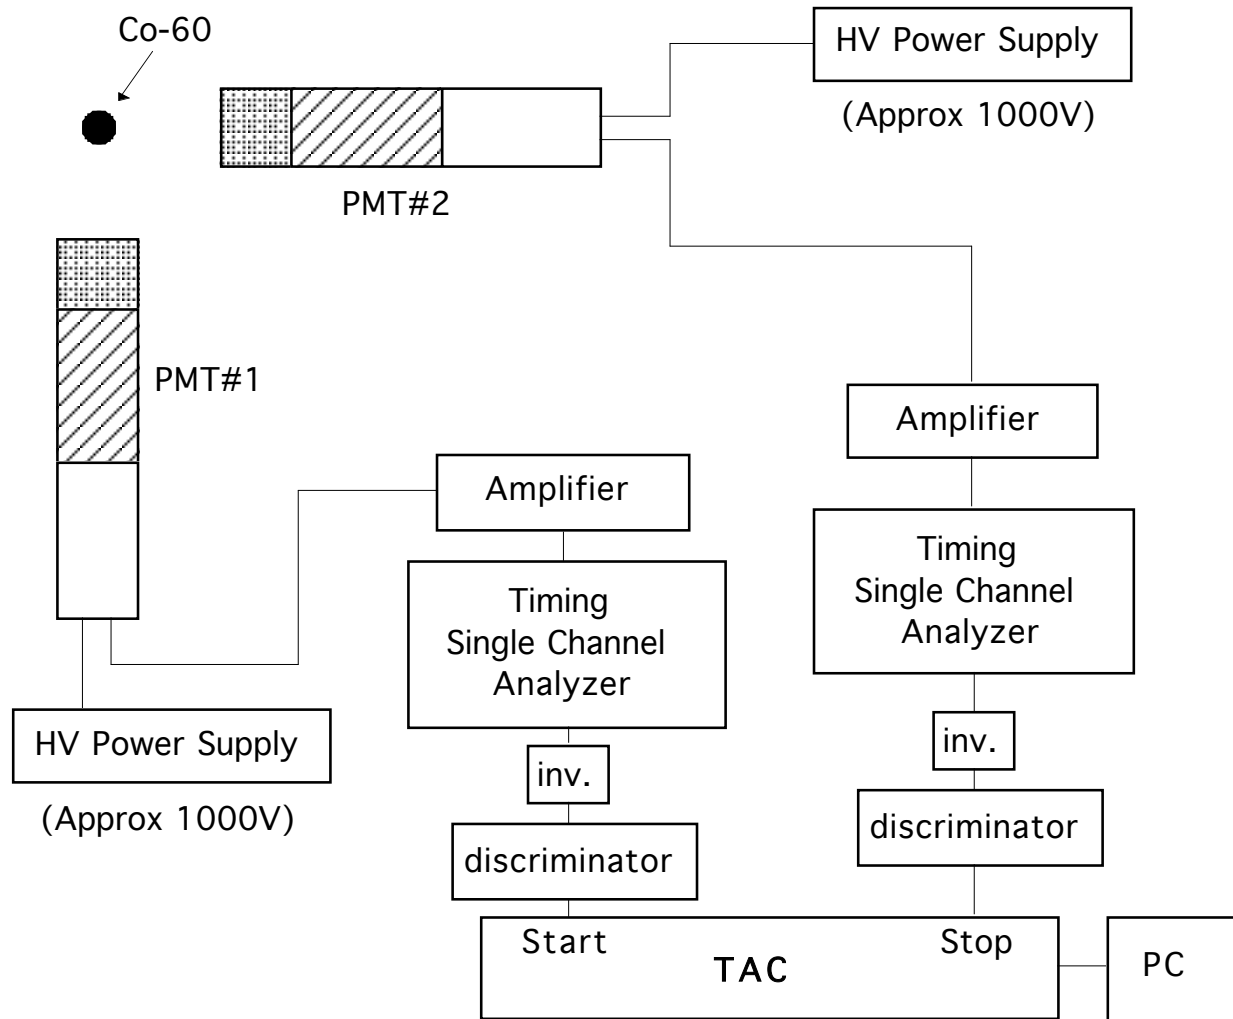 Co-60
HV Power Supply
(Approx 1000V)
PMT#2
PMT#1
Amplifier
Timing
Single Channel
Analyzer
Amplifier
Timing
Single Channel
Analyzer
HV Power Supply
(Approx 1000V)
inv.
inv.
discriminator
discriminator
Start
Stop
TAC
PC